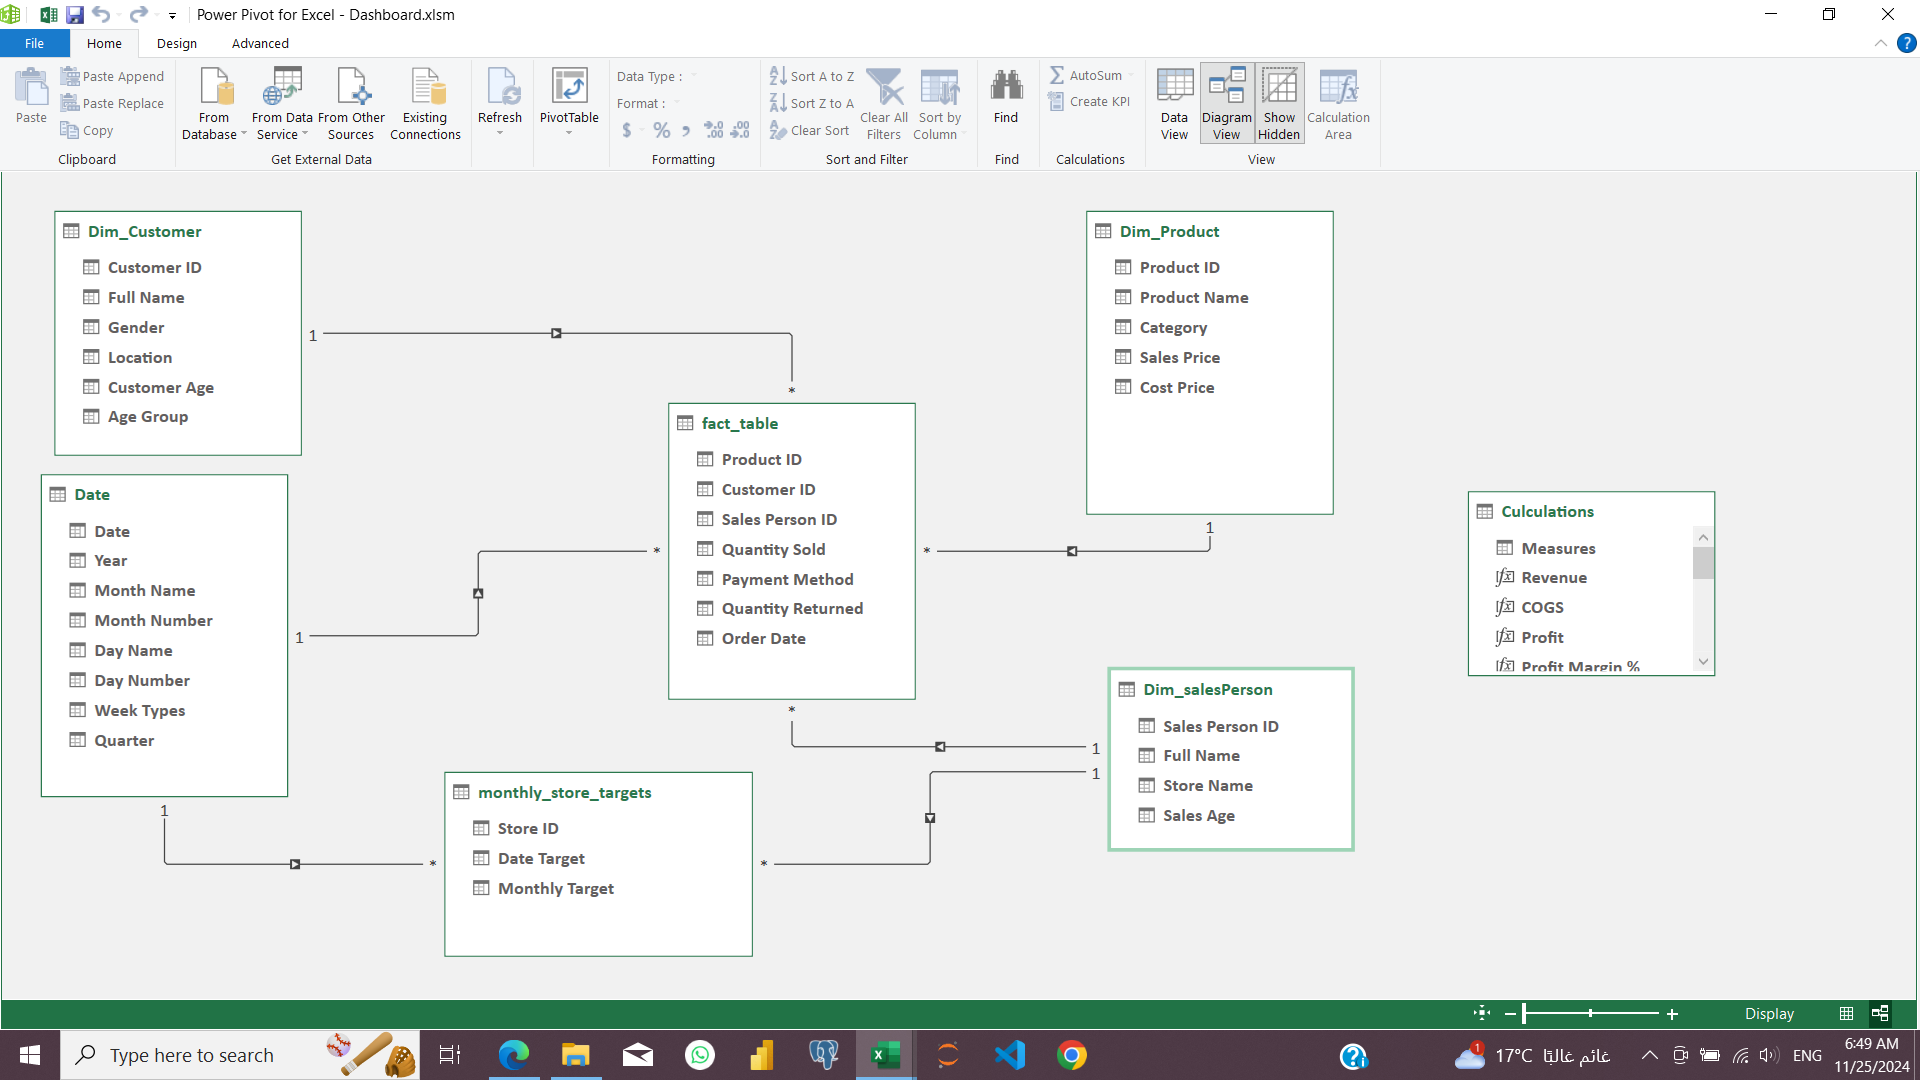 Power Pivot for Excel - Dashboard.xlsm
File Home Design Advanced
Paste
Paste Append
Paste Replace
Copy
Clipboard
From Database
From Data Service
From Other Sources
Existing Connections
Get External Data
Refresh
PivotTable
Data Type :
Format :
$ % , .00 .00
Formatting
Sort A to Z
Sort Z to A
Clear Sort
Clear All Filters
Sort by Column
Sort and Filter
Find
Find
AutoSum
Create KPI
Calculations
Data View
Diagram View
Show Hidden
Calculation Area
View
Dim_Customer
Customer ID
Full Name
Gender
Location
Customer Age
Age Group
1
*
Dim_Product
Product ID
Product Name
Category
Sales Price
Cost Price
1
*
fact_table
Product ID
Customer ID
Sales Person ID
Quantity Sold
Payment Method
Quantity Returned
Order Date
*
Date
Date
Year
Month Name
Month Number
Day Name
Day Number
Week Types
Quarter
1
*
1
*
Culculations
Measures
Revenue
COGS
Profit
Profit Margin %
Dim_salesPerson
Sales Person ID
Full Name
Store Name
Sales Age
1
1
*
monthly_store_targets
Store ID
Date Target
Monthly Target
Display
Type here to search
1
17°C غائم غالبًا
ENG
6:49 AM
11/25/2024